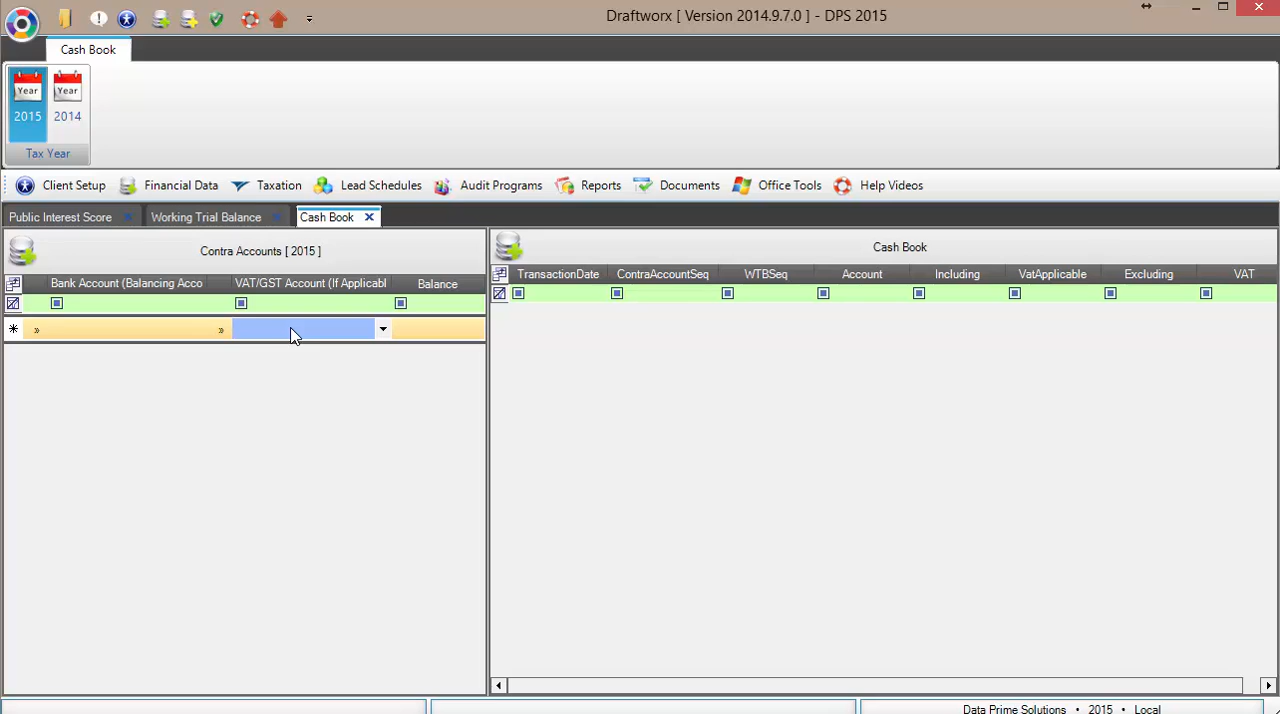 Draftworx [ Version 2014.9.7.0 ] - DPS 2015
Cash Book
Year
Year
2015
2014
Tax Year
Client Setup
Financial Data
Taxation
Lead Schedules
Audit Programs
Reports
Documents
Office Tools
Help Videos
Public Interest Score
Working Trial Balance
Cash Book
Contra Accounts [ 2015 ]
Bank Account (Balancing Acco
VAT/GST Account (If Applicabl
Balance
Cash Book
TransactionDate
ContraAccountSeq
WTBSeq
Account
Including
VatApplicable
Excluding
VAT
Data Prime Solutions • 2015 • Local